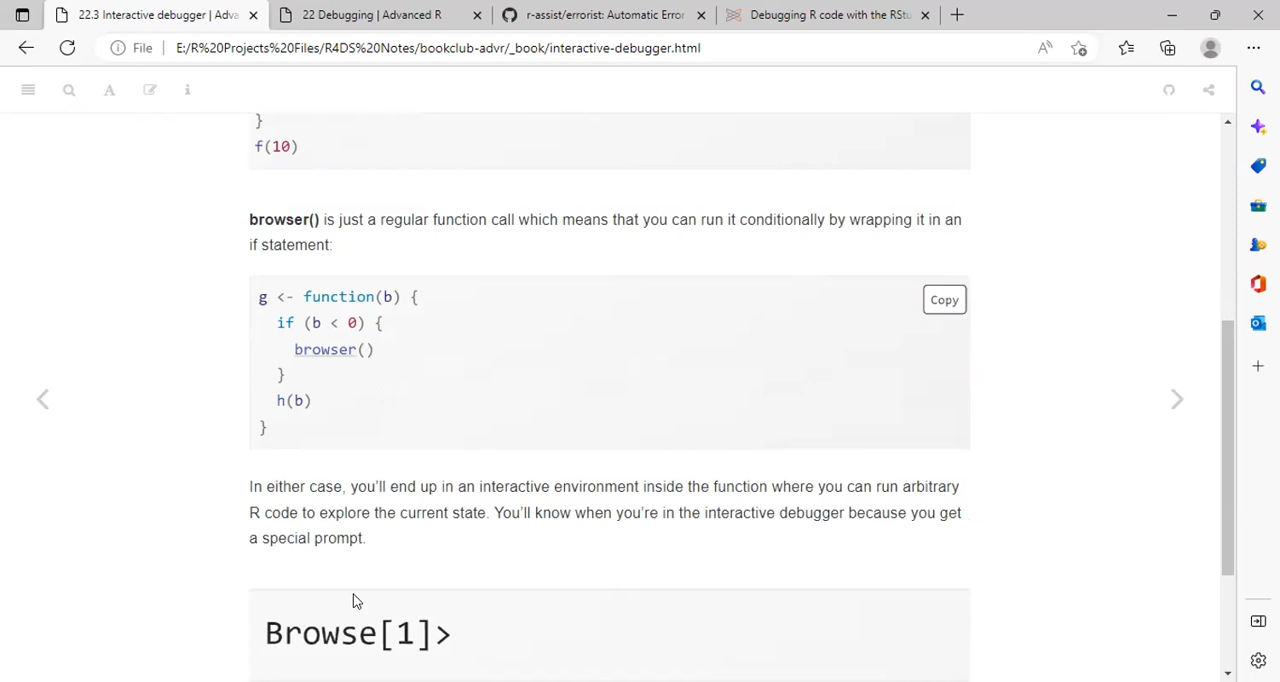 22.3 Interactive debugger | Adva
22 Debugging | Advanced R
r-assist/errorist: Automatic Error
Debugging R code with the RStu
File
E:/R%20Projects%20Files/R4DS%20Notes/bookclub-advr/_book/interactive-debugger.html
}
f(10)
browser() is just a regular function call which means that you can run it conditionally by wrapping it in an
if statement:
g <- function(b) {
Copy
if (b < 0) {
browser()
}
h(b)
}
In either case, you'll end up in an interactive environment inside the function where you can run arbitrary
R code to explore the current state. You'll know when you're in the interactive debugger because you get
a special prompt.
Browse[1]>